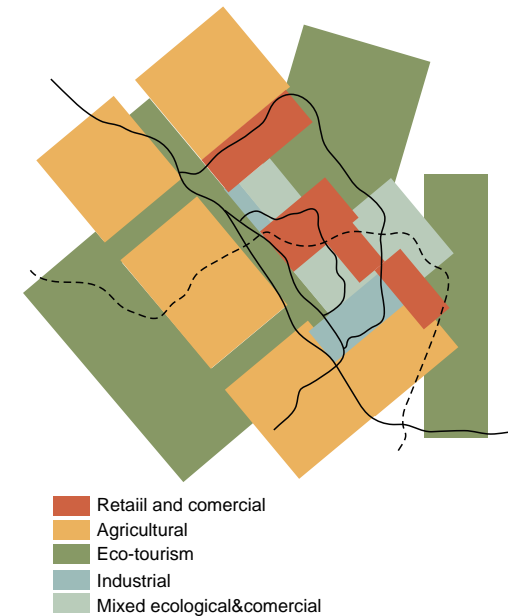 Retaiil and comercial
Agricultural
Eco-tourism
Industrial
Mixed ecological&comercial